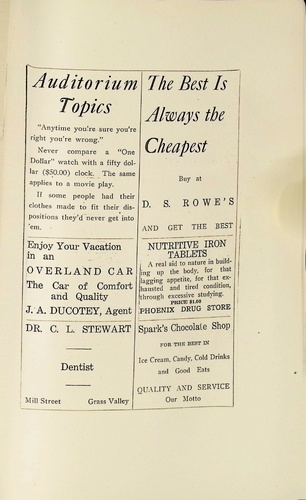 Auditorium
Topics
"Anytime you're sure you're
right you're wrong."
Never compare a "One
Dollar" watch with a fifty dol-
lar ($50.00) clock. The same
applies to a movie play.
If some people had their
clothes made to fit their dis-
positions they'd never get into
'em.
Enjoy Your Vacation
in an
OVERLAND CAR
The Car of Comfort
and Quality
J. A. DUCOTEY, Agent
DR. C. L. STEWART
Dentist
Mill Street Grass Valley
The Best Is
Always the
Cheapest
Buy at
D. S. ROWE'S
AND GET THE BEST
NUTRITIVE IRON
TABLETS
A real aid to nature in build-
ing up the body, for that
lagging appetite, for that ex-
hausted and tired condition,
through excessive studying.
PRICE $1.00
PHOENIX DRUG STORE
Spark's Chocolate Shop
FOR THE BEST IN
Ice Cream, Candy, Cold Drinks
and Good Eats
QUALITY AND SERVICE
Our Motto